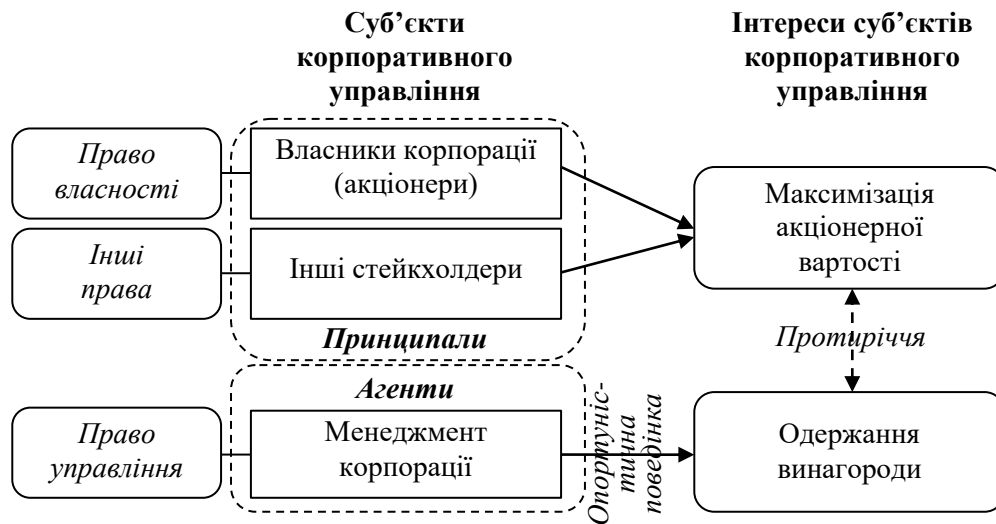 Суб’єкти
корпоративного
управління
Інтереси суб’єктів
корпоративного
управління
Право
власності
Власники корпорації
(акціонери)
Інші
права
Інші стейкхолдери
Принципали
Максимізація
акціонерної
вартості
Протиріччя
Агенти
Право
управління
Менеджмент
корпорації
Опортуніс-
тична
поведінка
Одержання
винагороди